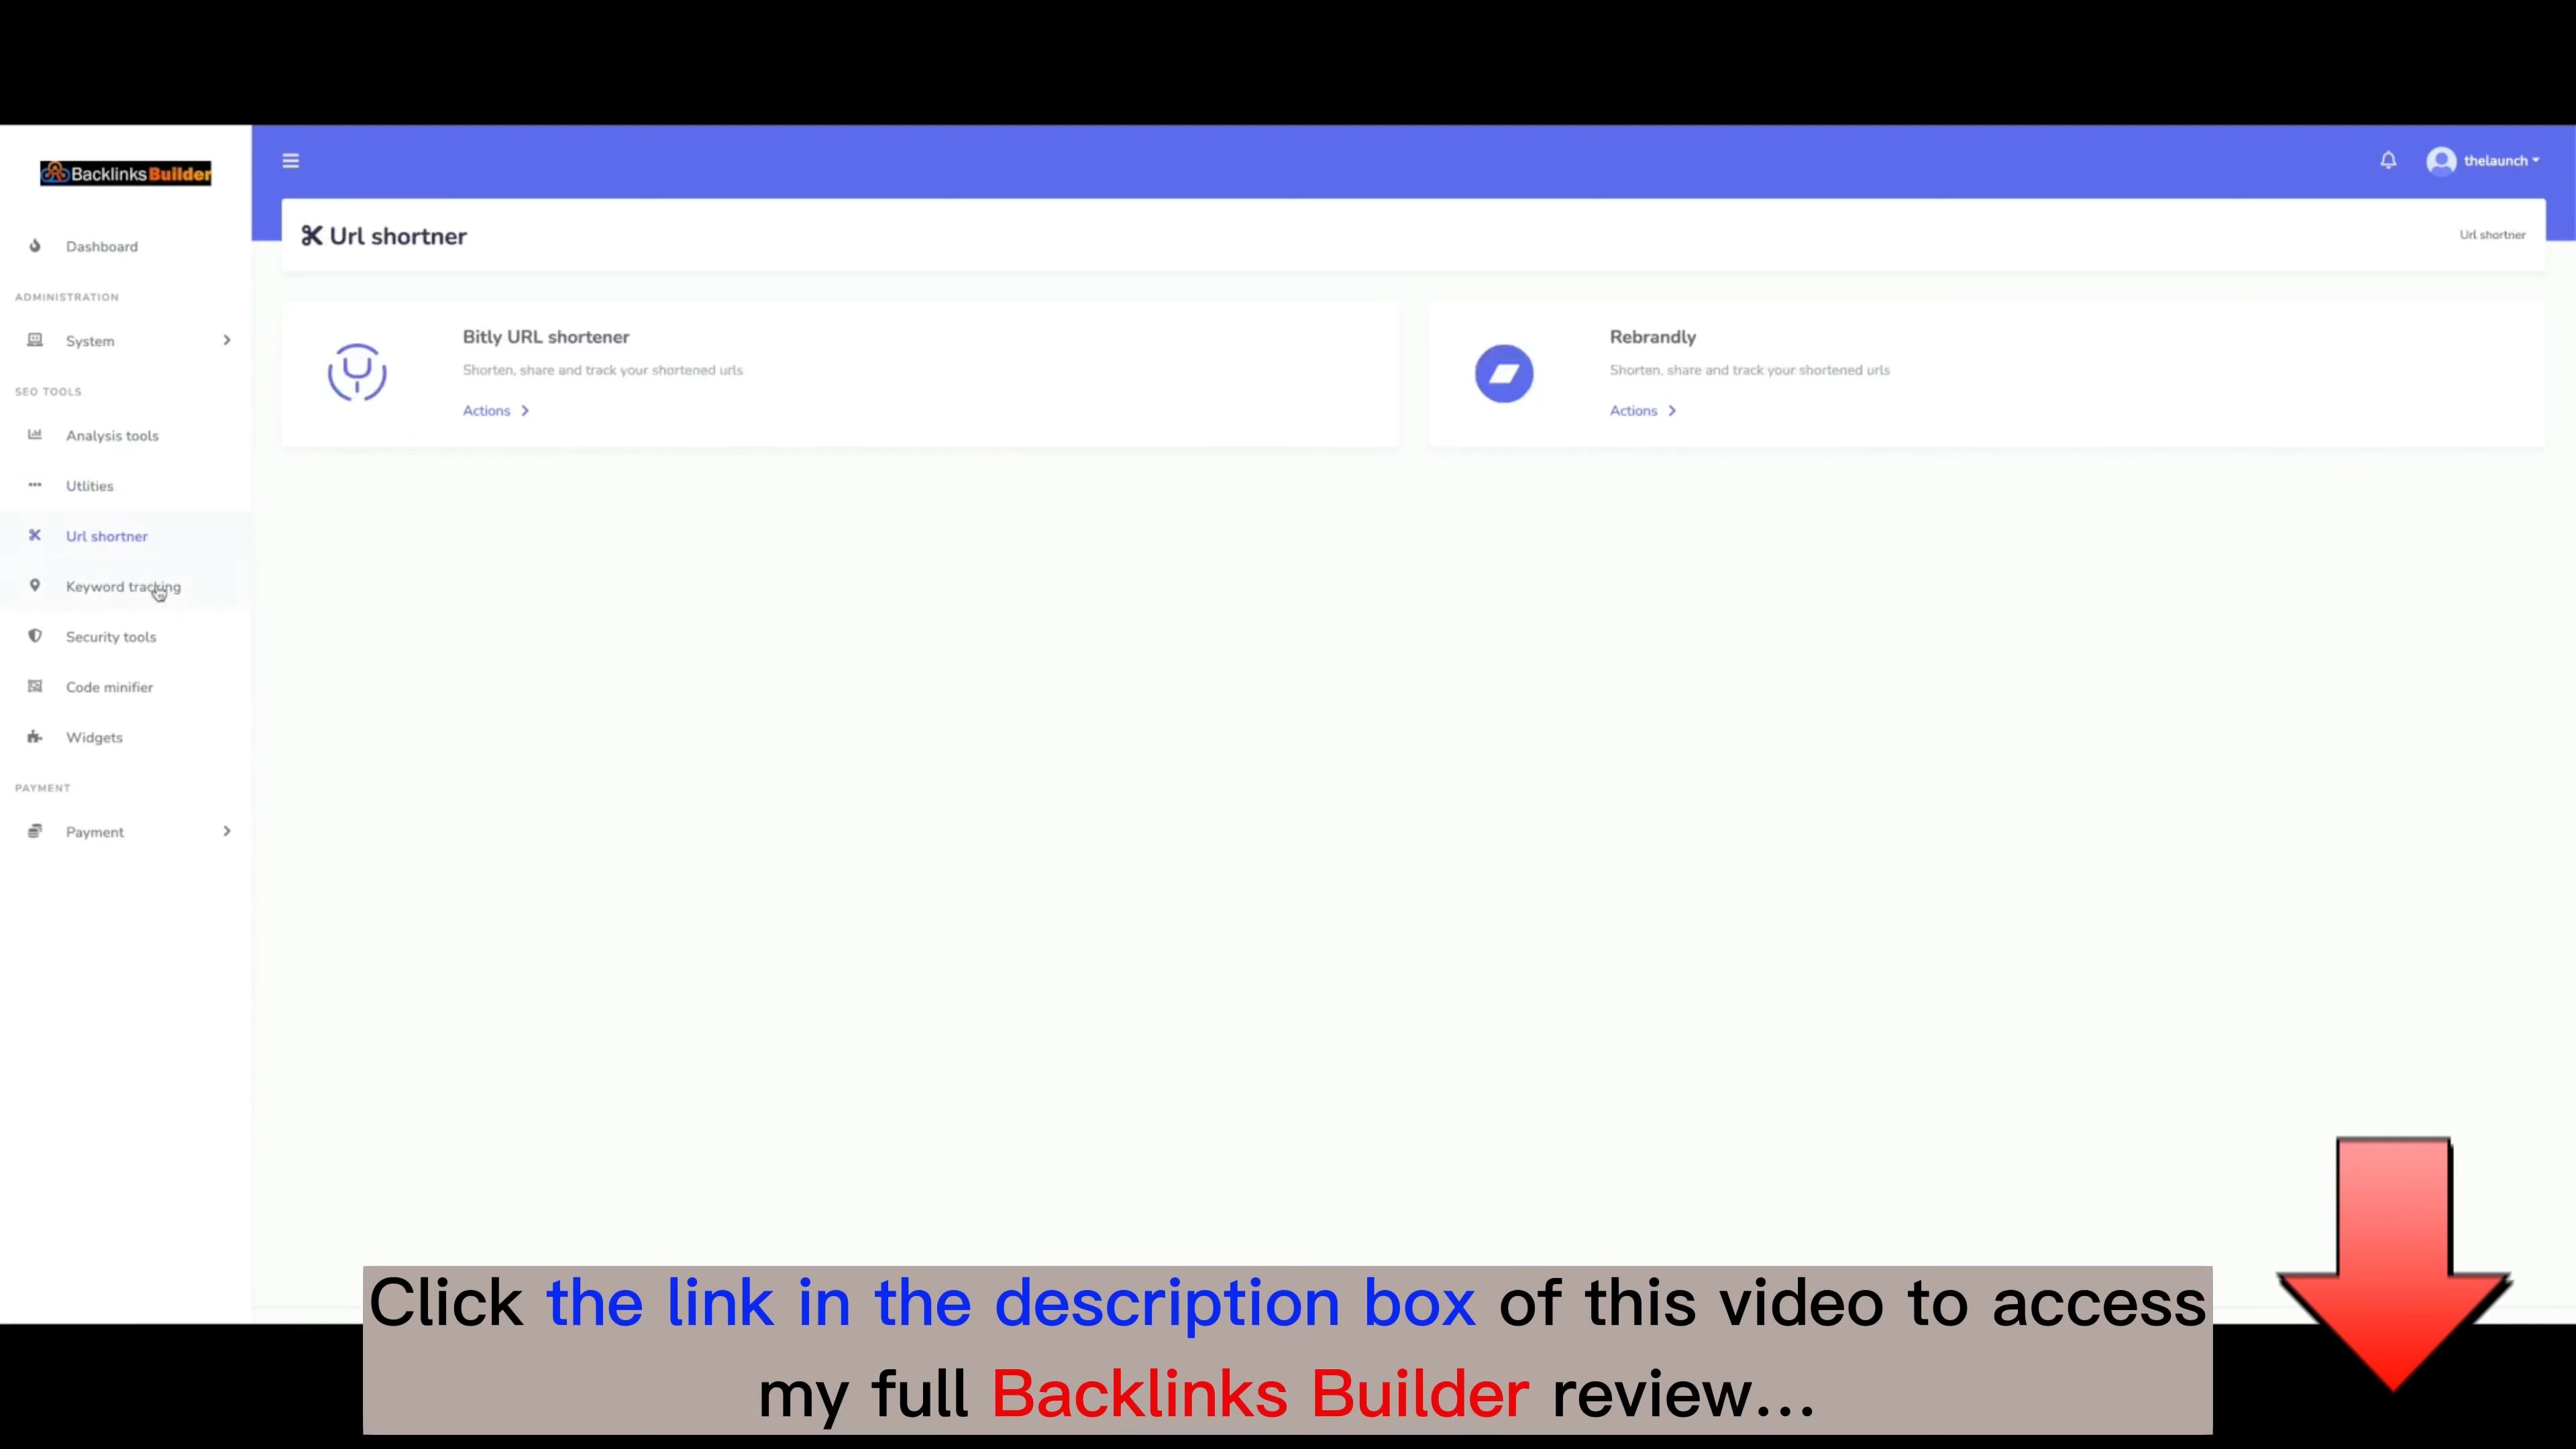 BacklinksBuilder
thelaunch
Url shortner
Url shortner
Dashboard
ADMINISTRATION
System
SEO TOOLS
Analysis tools
Utlities
Url shortner
Keyword tracking
Security tools
Code minifier
Widgets
PAYMENT
Payment
Bitly URL shortener
Shorten, share and track your shortened urls
Actions
Rebrandly
Shorten, share and track your shortened urls
Actions
Click the link in the description box of this video to access
my full Backlinks Builder review...